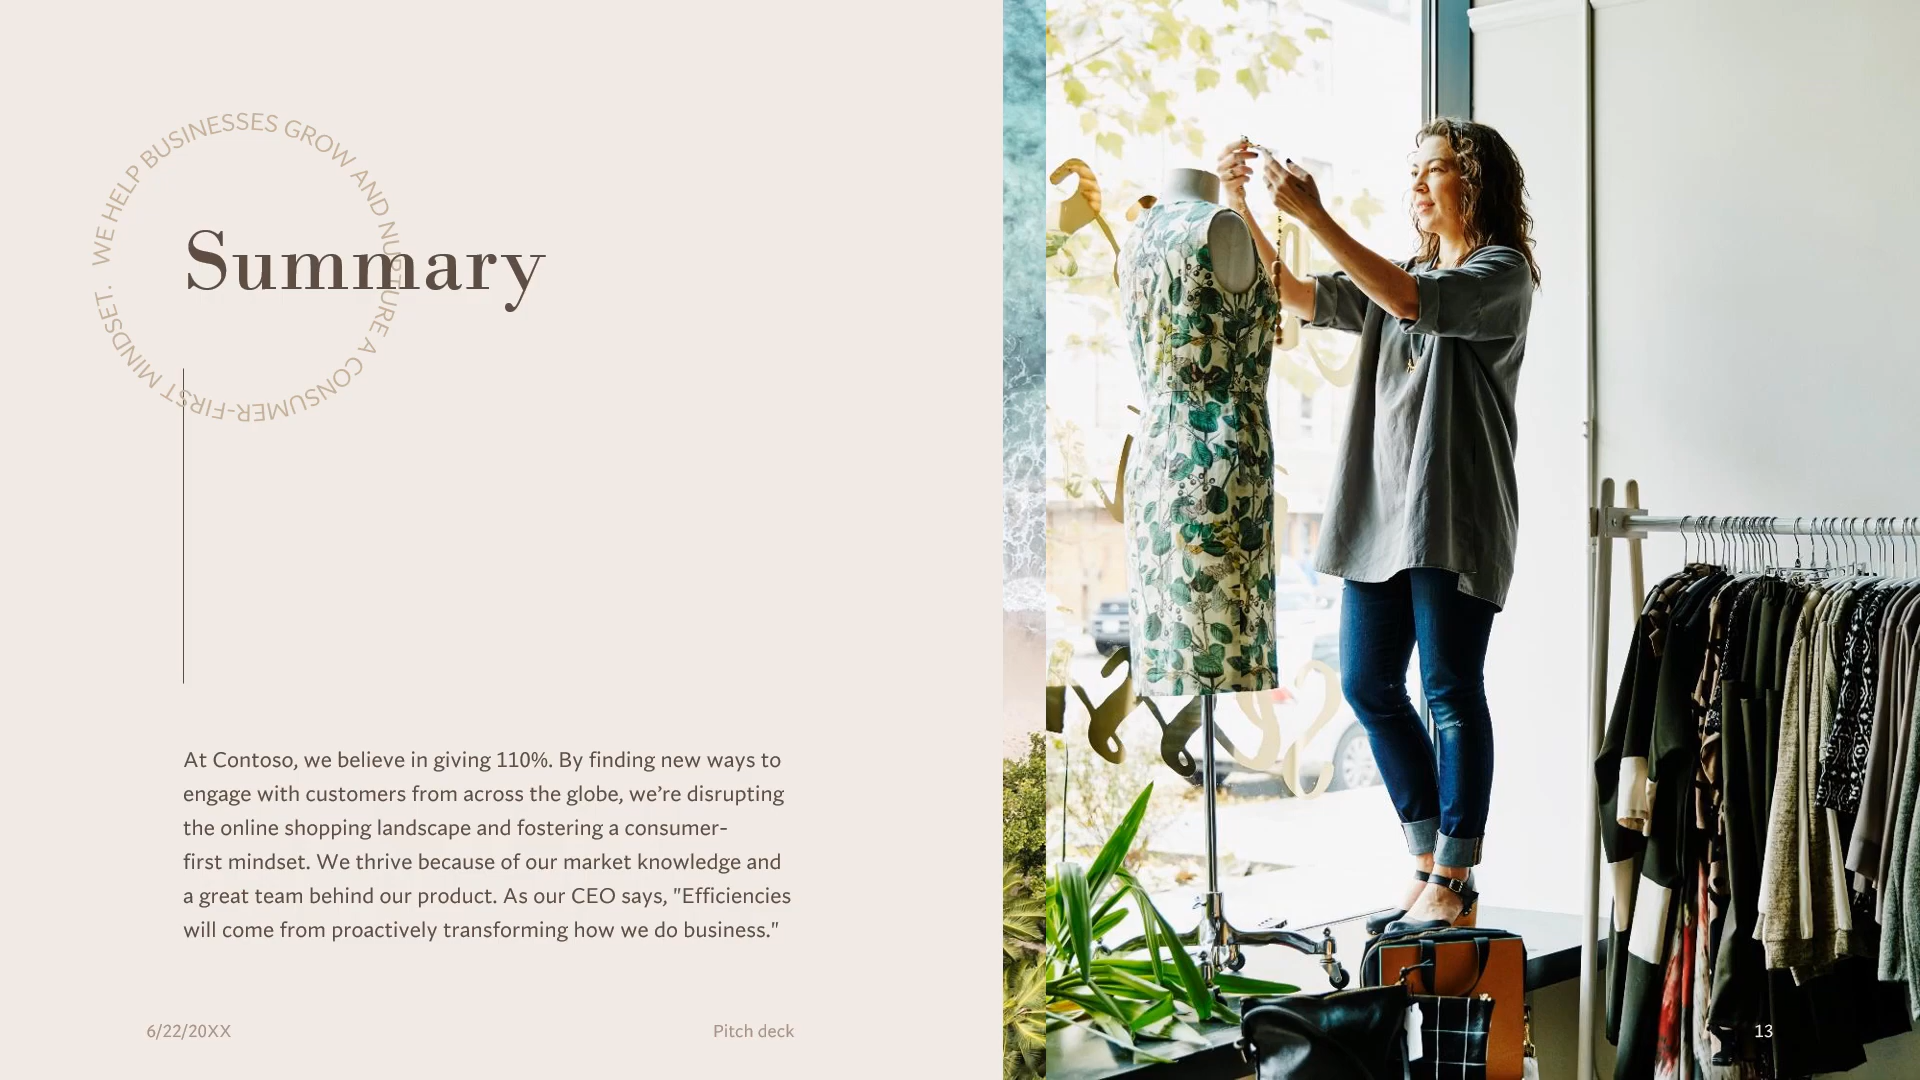 WE HELP BUSINESSES GROW AND NURTURE A CONSUMER-FIRST MINDSET.
Summary
At Contoso, we believe in giving 110%. By finding new ways to
engage with customers from across the globe, we’re disrupting
the online shopping landscape and fostering a consumer-
first mindset. We thrive because of our market knowledge and
a great team behind our product. As our CEO says, "Efficiencies
will come from proactively transforming how we do business."
6/22/20XX
Pitch deck
13